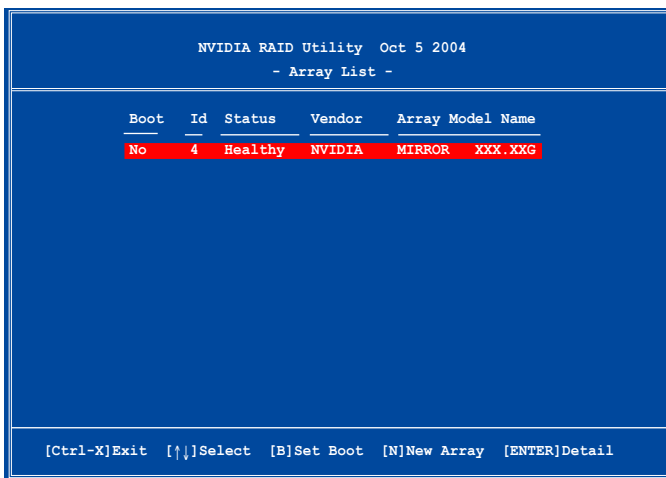 NVIDIA RAID Utility Oct 5 2004
- Array List -
Boot Id Status Vendor Array Model Name
No 4 Healthy NVIDIA MIRROR XXX.XXG
[Ctrl-X]Exit [↑↓]Select [B]Set Boot [N]New Array [ENTER]Detail